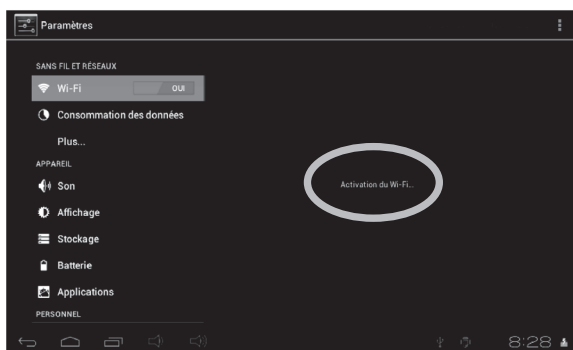 Paramètres
SANS FIL ET RÉSEAUX
Wi-Fi OUI
Consommation des données
Plus...
APPAREIL
Son
Affichage
Stockage
Batterie
Applications
PERSONNEL
Activation du Wi-Fi...
8:28